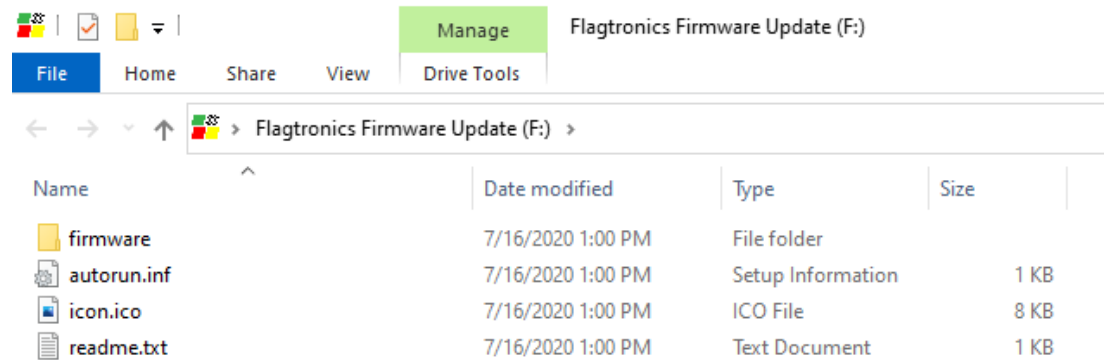 Manage Flagtronics Firmware Update (F:)
File Home Share View Drive Tools
Flagtronics Firmware Update (F:)
Name Date modified Type Size
firmware 7/16/2020 1:00 PM File folder
autorun.inf 7/16/2020 1:00 PM Setup Information 1 KB
icon.ico 7/16/2020 1:00 PM ICO File 8 KB
readme.txt 7/16/2020 1:00 PM Text Document 1 KB